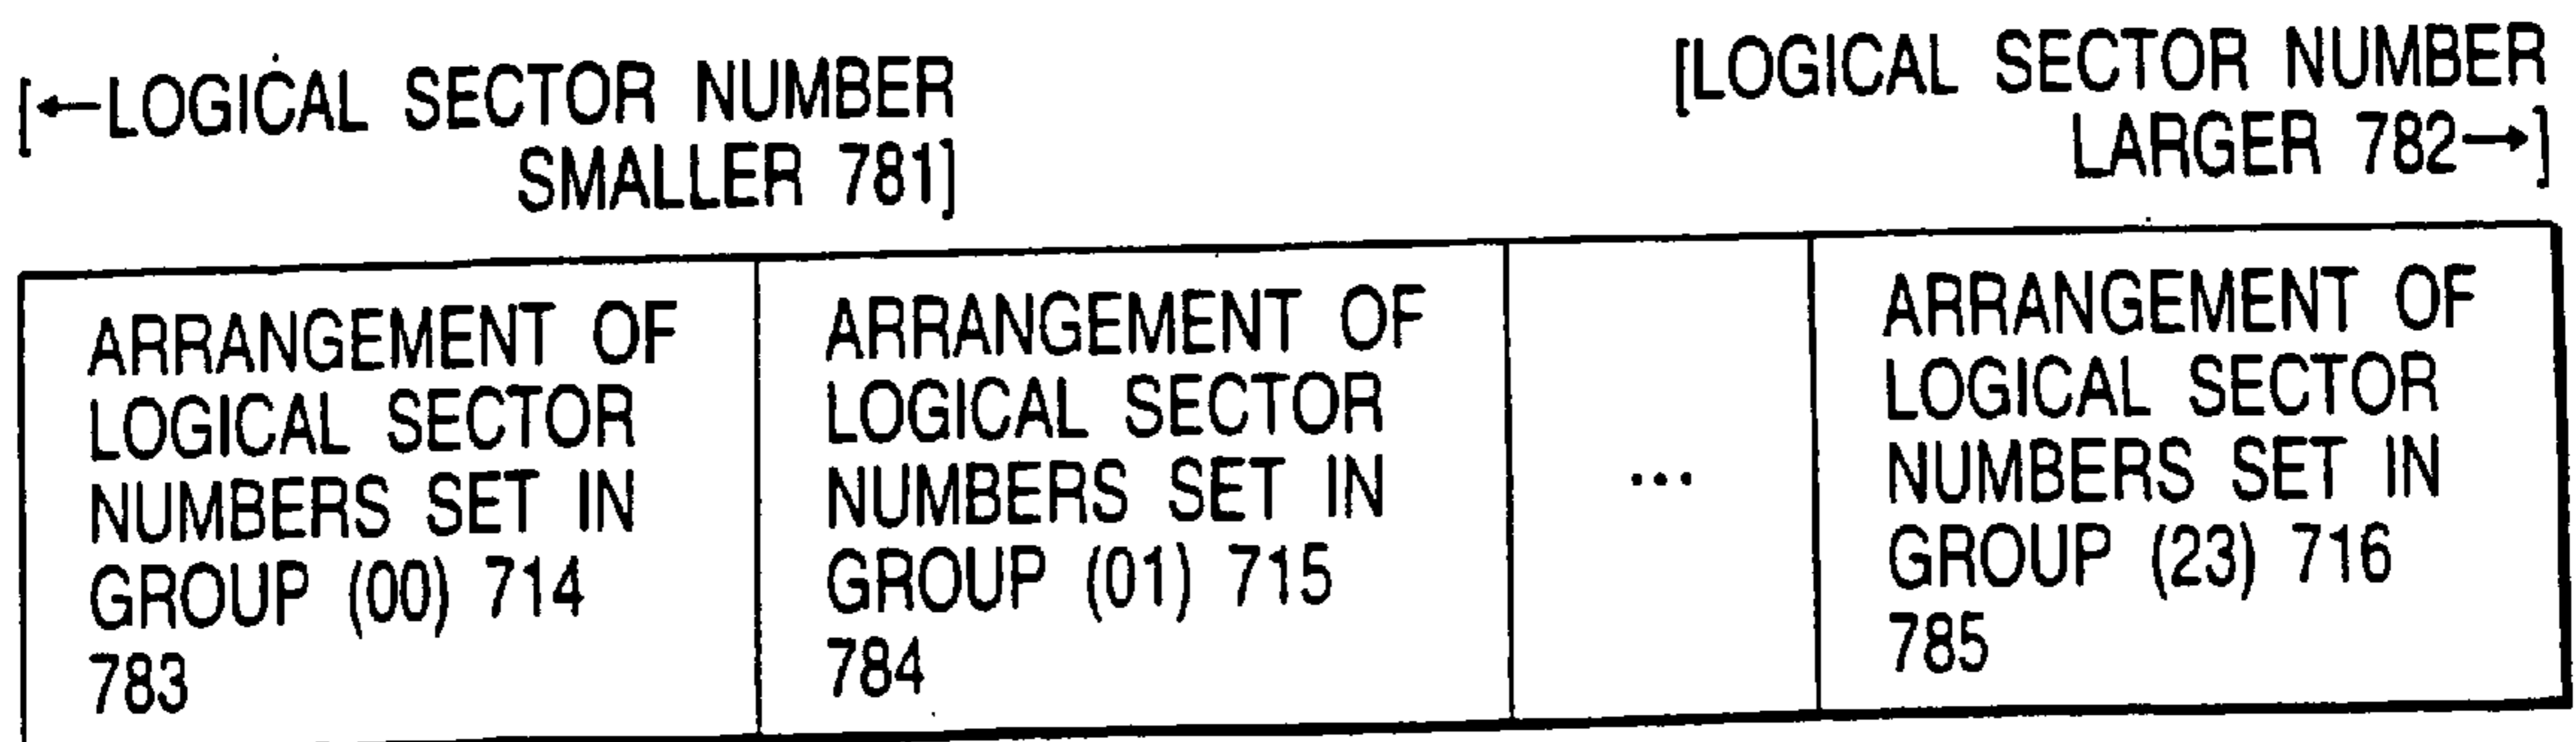 [←LOGICAL SECTOR NUMBER
SMALLER 781]
[LOGICAL SECTOR NUMBER
LARGER 782→]
ARRANGEMENT OF
LOGICAL SECTOR
NUMBERS SET IN
GROUP (00) 714
783
ARRANGEMENT OF
LOGICAL SECTOR
NUMBERS SET IN
GROUP (01) 715
784
...
ARRANGEMENT OF
LOGICAL SECTOR
NUMBERS SET IN
GROUP (23) 716
785